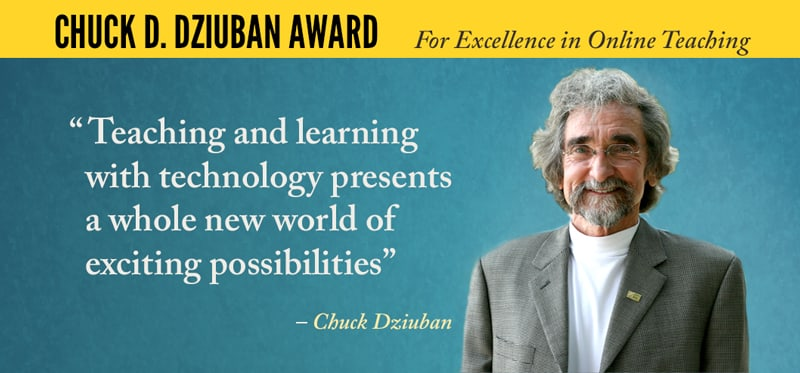 CHUCK D. DZIUBAN AWARD For Excellence in Online Teaching
“Teaching and learning
with technology presents
a whole new world of
exciting possibilities”
– Chuck Dziuban